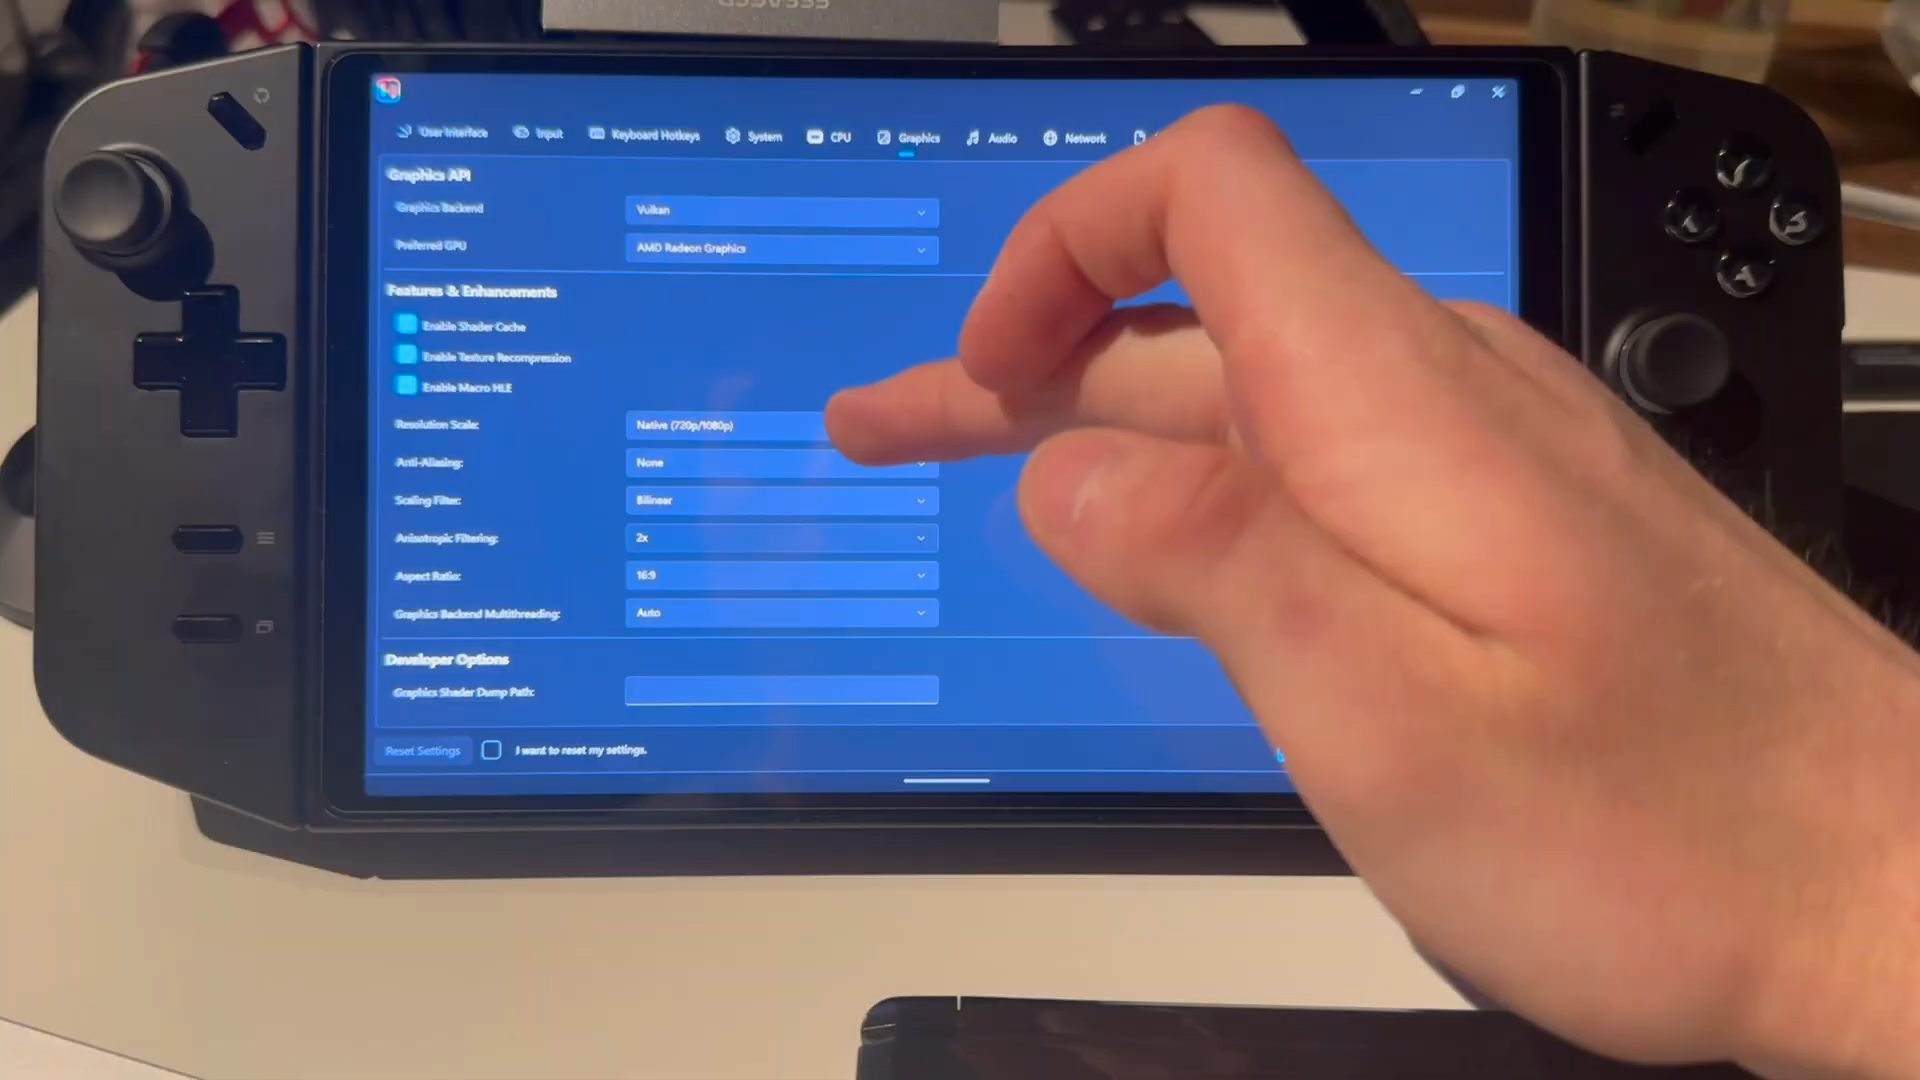 User Interface Input Keyboard Hotkeys System CPU Graphics Audio Network
Graphics API
Graphics Backend Vulkan
Preferred GPU AMD Radeon Graphics
Features & Enhancements
Enable Shader Cache
Enable Texture Recompression
Enable Macro HLE
Resolution Scale: Native (720p/1080p)
Anti-Aliasing: None
Scaling Filter: Bilinear
Anisotropic Filtering: 2x
Aspect Ratio: 16:9
Graphics Backend Multithreading: Auto
Developer Options
Graphics Shader Dump Path:
Reset Settings I want to reset my settings.